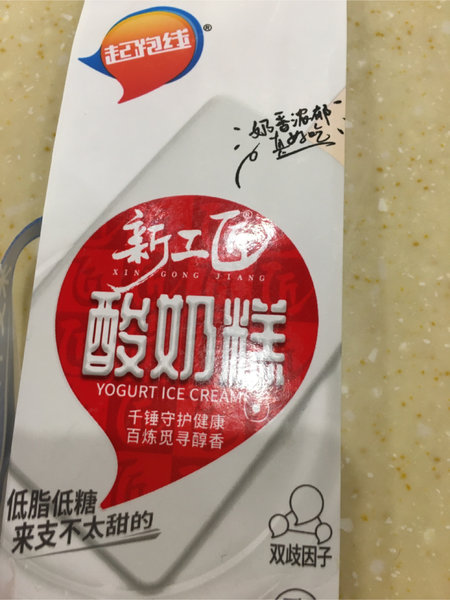 起跑线®
奶香浓郁
真好吃
新工匠®
XIN GONG JIANG
酸奶糕
YOGURT ICE CREAM
千锤守护健康
百炼觅寻醇香
低脂低糖
来支不太甜的
双歧因子